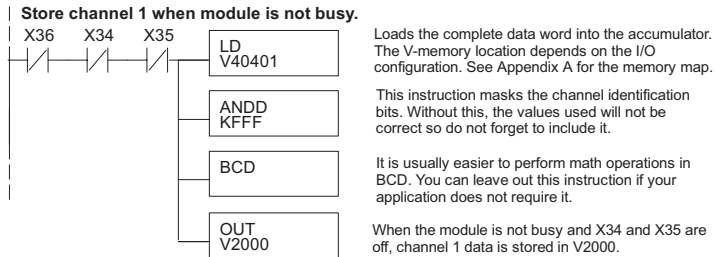 Store channel 1 when module is not busy.
X36 X34 X35
LD
V40401
Loads the complete data word into the accumulator.
The V-memory location depends on the I/O
configuration. See Appendix A for the memory map.
ANDD
KFFF
This instruction masks the channel identification
bits. Without this, the values used will not be
correct so do not forget to include it.
BCD
It is usually easier to perform math operations in
BCD. You can leave out this instruction if your
application does not require it.
OUT
V2000
When the module is not busy and X34 and X35 are
off, channel 1 data is stored in V2000.